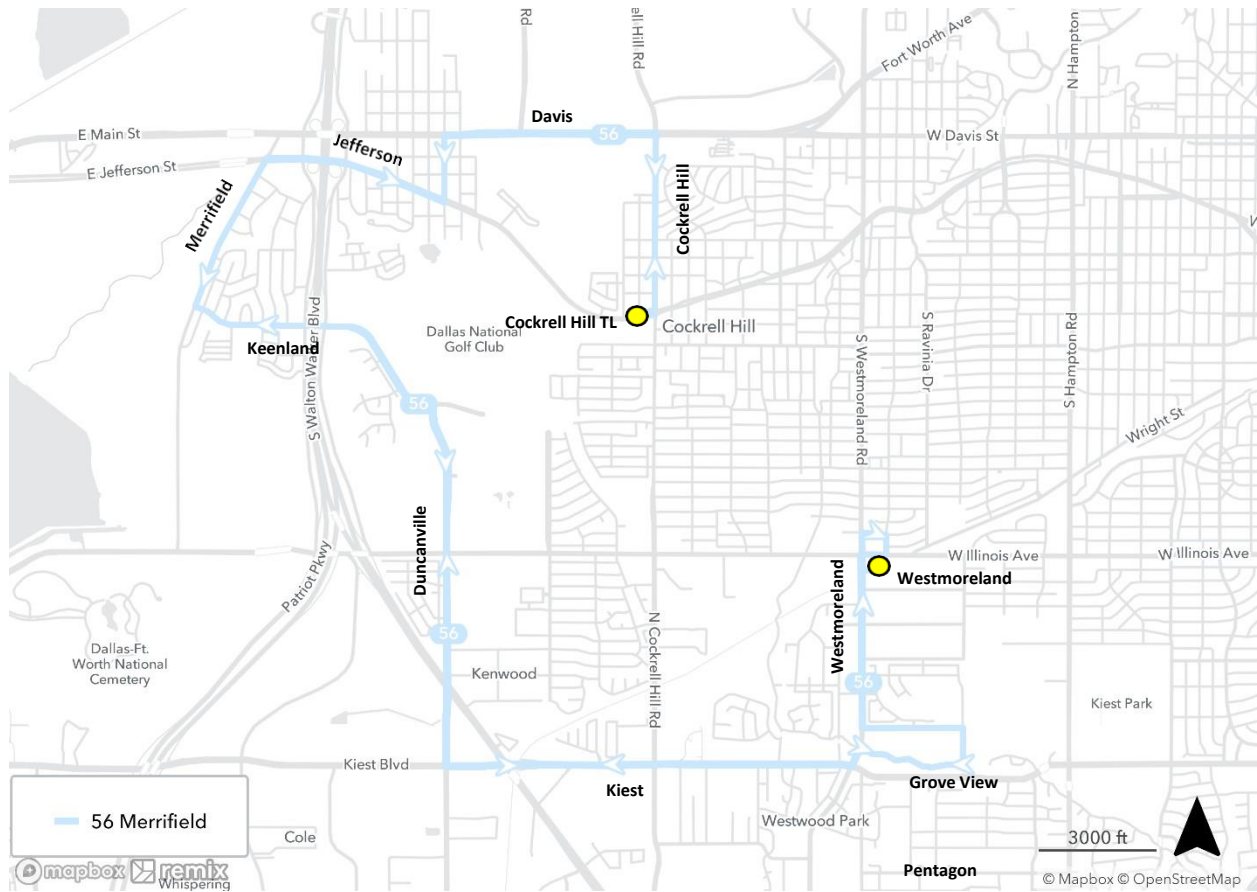 Rd
ell Hill Rd
Fort Worth Ave
N Hampton
E Main St
Davis
56
W Davis St
Jefferson
E Jefferson St
Merrifield
Cockrell Hill
Cockrell Hill TL
Cockrell Hill
Dallas National
Golf Club
Keenland
S Walton Walker Blvd
S Westmoreland Rd
S Ravinia Dr
S Hampton Rd
56
Wright St
Duncanville
Patriot Pkwy
W Illinois Ave
W Illinois Ave
Westmoreland
Westmoreland
56
Dallas-Ft.
Worth National
Cemetery
Kenwood
N Cockrell Hill Rd
56
Kiest Park
Kiest Blvd
Kiest
Grove View
56 Merrifield
Cole
Westwood Park
3000 ft
Pentagon
mapbox remix
Whispering
© Mapbox © OpenStreetMap